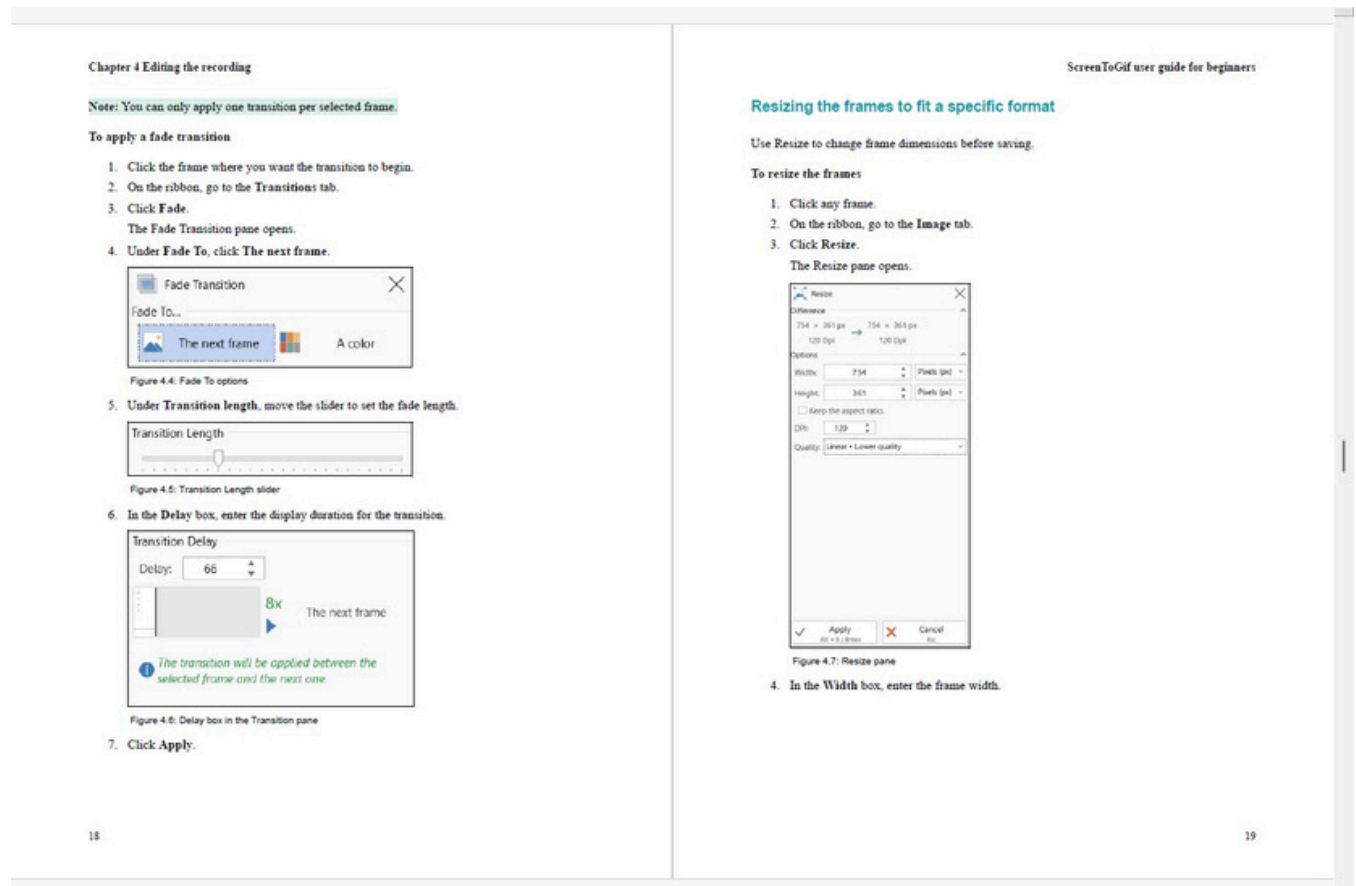 Chapter 4 Editing the recording
Note: You can only apply one transition per selected frame.
To apply a fade transition
1. Click the frame where you want the transition to begin.
2. On the ribbon, go to the Transitions tab.
3. Click Fade.
The Fade Transition pane opens.
4. Under Fade To, click The next frame.
Fade Transition
Fade To...
The next frame
A color
Figure 4.4: Fade To options
5. Under Transition length, move the slider to set the fade length.
Transition Length
Figure 4.5: Transition Length slider
6. In the Delay box, enter the display duration for the transition.
Transition Delay
Delay: 66
8x
The next frame
The transition will be applied between the
selected frame and the next one.
Figure 4.6: Delay box in the Transition pane
7. Click Apply.
18
ScreenToGif user guide for beginners
Resizing the frames to fit a specific format
Use Resize to change frame dimensions before saving.
To resize the frames
1. Click any frame.
2. On the ribbon, go to the Image tab.
3. Click Resize.
The Resize pane opens.
Resize
Difference
754 × 361 px → 754 × 361 px
120 Dpi 120 Dpi
Options
Width: 754 Pixels (px)
Height: 361 Pixels (px)
Keep the aspect ratio.
DPI: 120
Quality: Linear • Lower quality
Apply Cancel
Esc
Figure 4.7: Resize pane
4. In the Width box, enter the frame width.
19